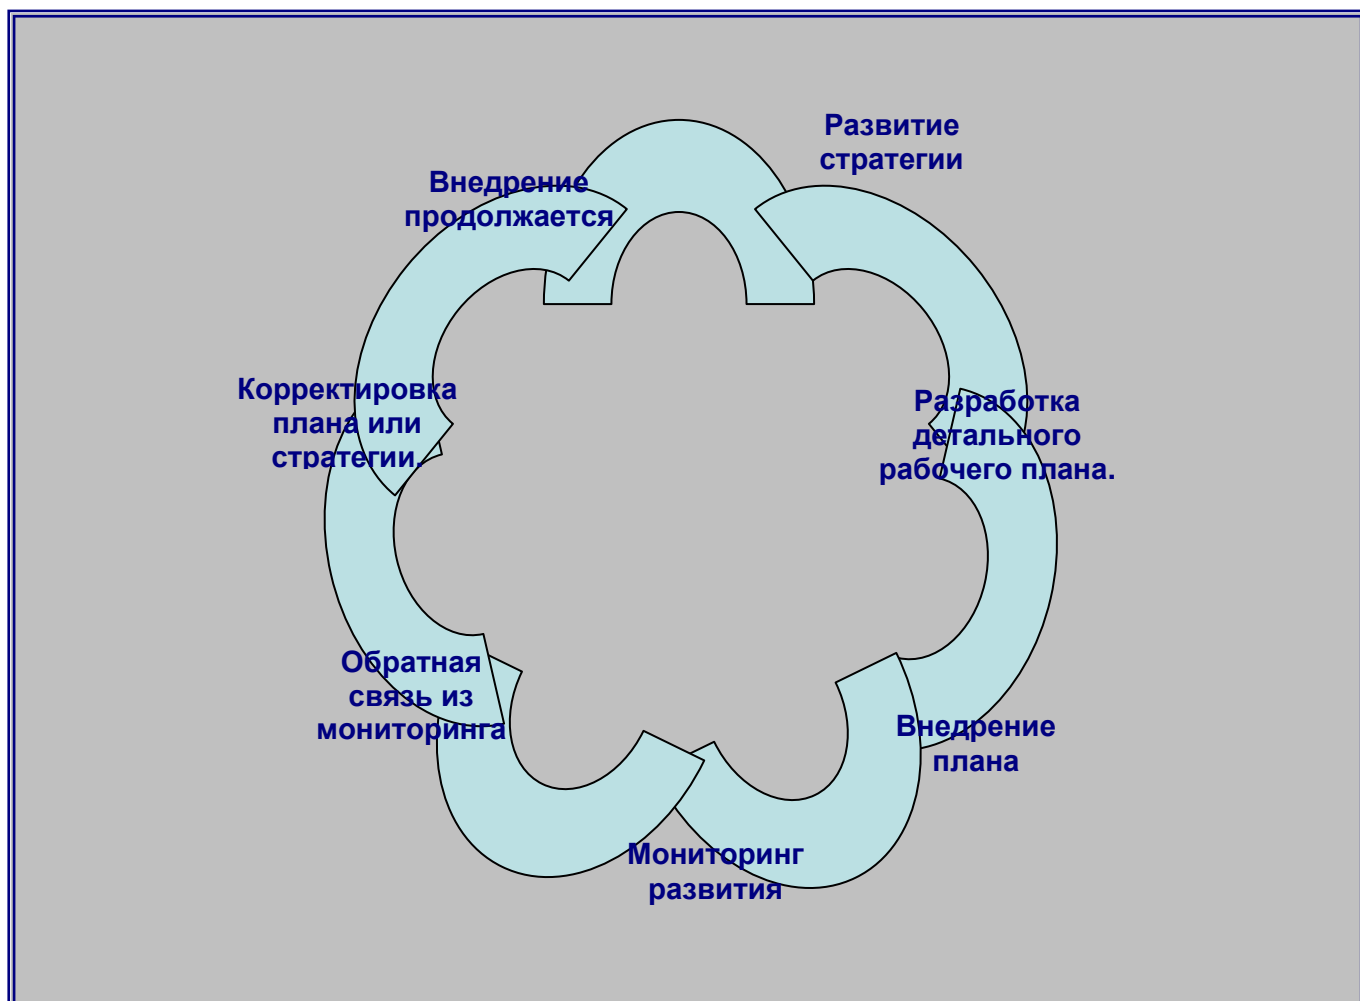 Развитие
стратегии
Внедрение
продолжается
Корректировка
плана или
стратегии.
Разработка
детального
рабочего плана.
Обратная
связь из
мониторинга
Внедрение
плана
Мониторинг
развития